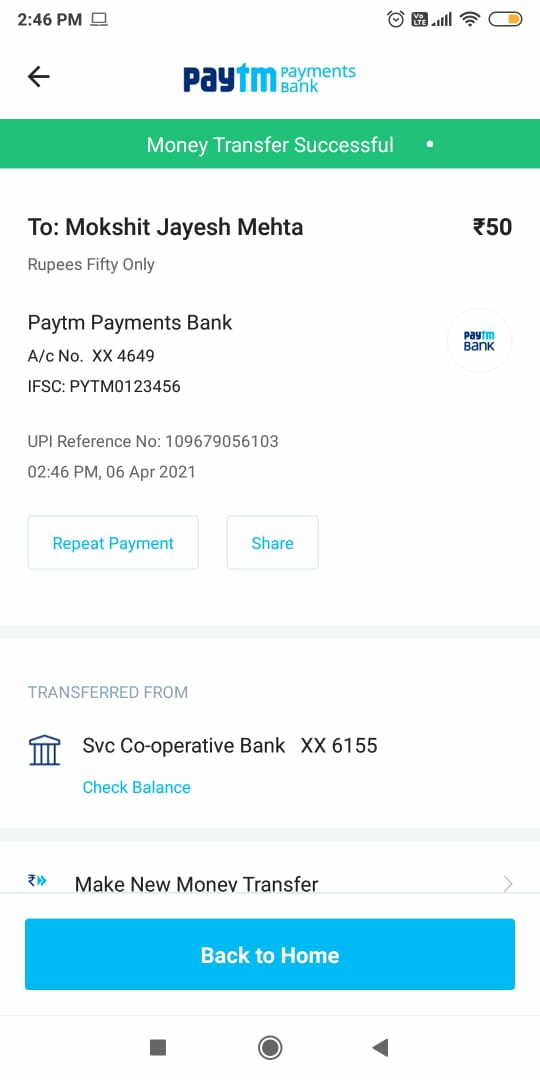 2:46 PM
Vo LTE
paytm Payments Bank
Money Transfer Successful
To: Mokshit Jayesh Mehta ₹50
Rupees Fifty Only
Paytm Payments Bank
paytm BANK
A/c No. XX 4649
IFSC: PYTM0123456
UPI Reference No: 109679056103
02:46 PM, 06 Apr 2021
Repeat Payment Share
TRANSFERRED FROM
Svc Co-operative Bank XX 6155
Check Balance
₹ Make New Money Transfer
Back to Home